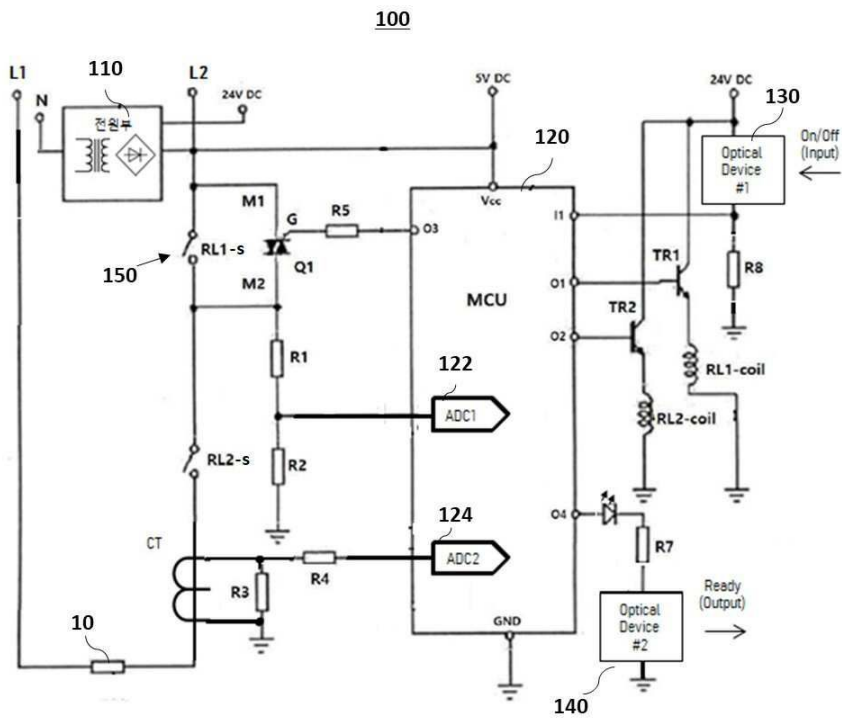 100
L1
110
L2
N
24V DC
전원부
5V DC
24V DC
130
120
Optical
Device
#1
On/Off
(Input)
Vcc
M1
G
R5
O3
I1
RL1-s
Q1
TR1
R8
150
M2
MCU
O1
TR2
O2
R1
RL1-coil
122
ADC1
RL2-coil
RL2-s
R2
124
O4
CT
ADC2
R7
R4
R3
Ready
(Output)
10
GND
Optical
Device
#2
140